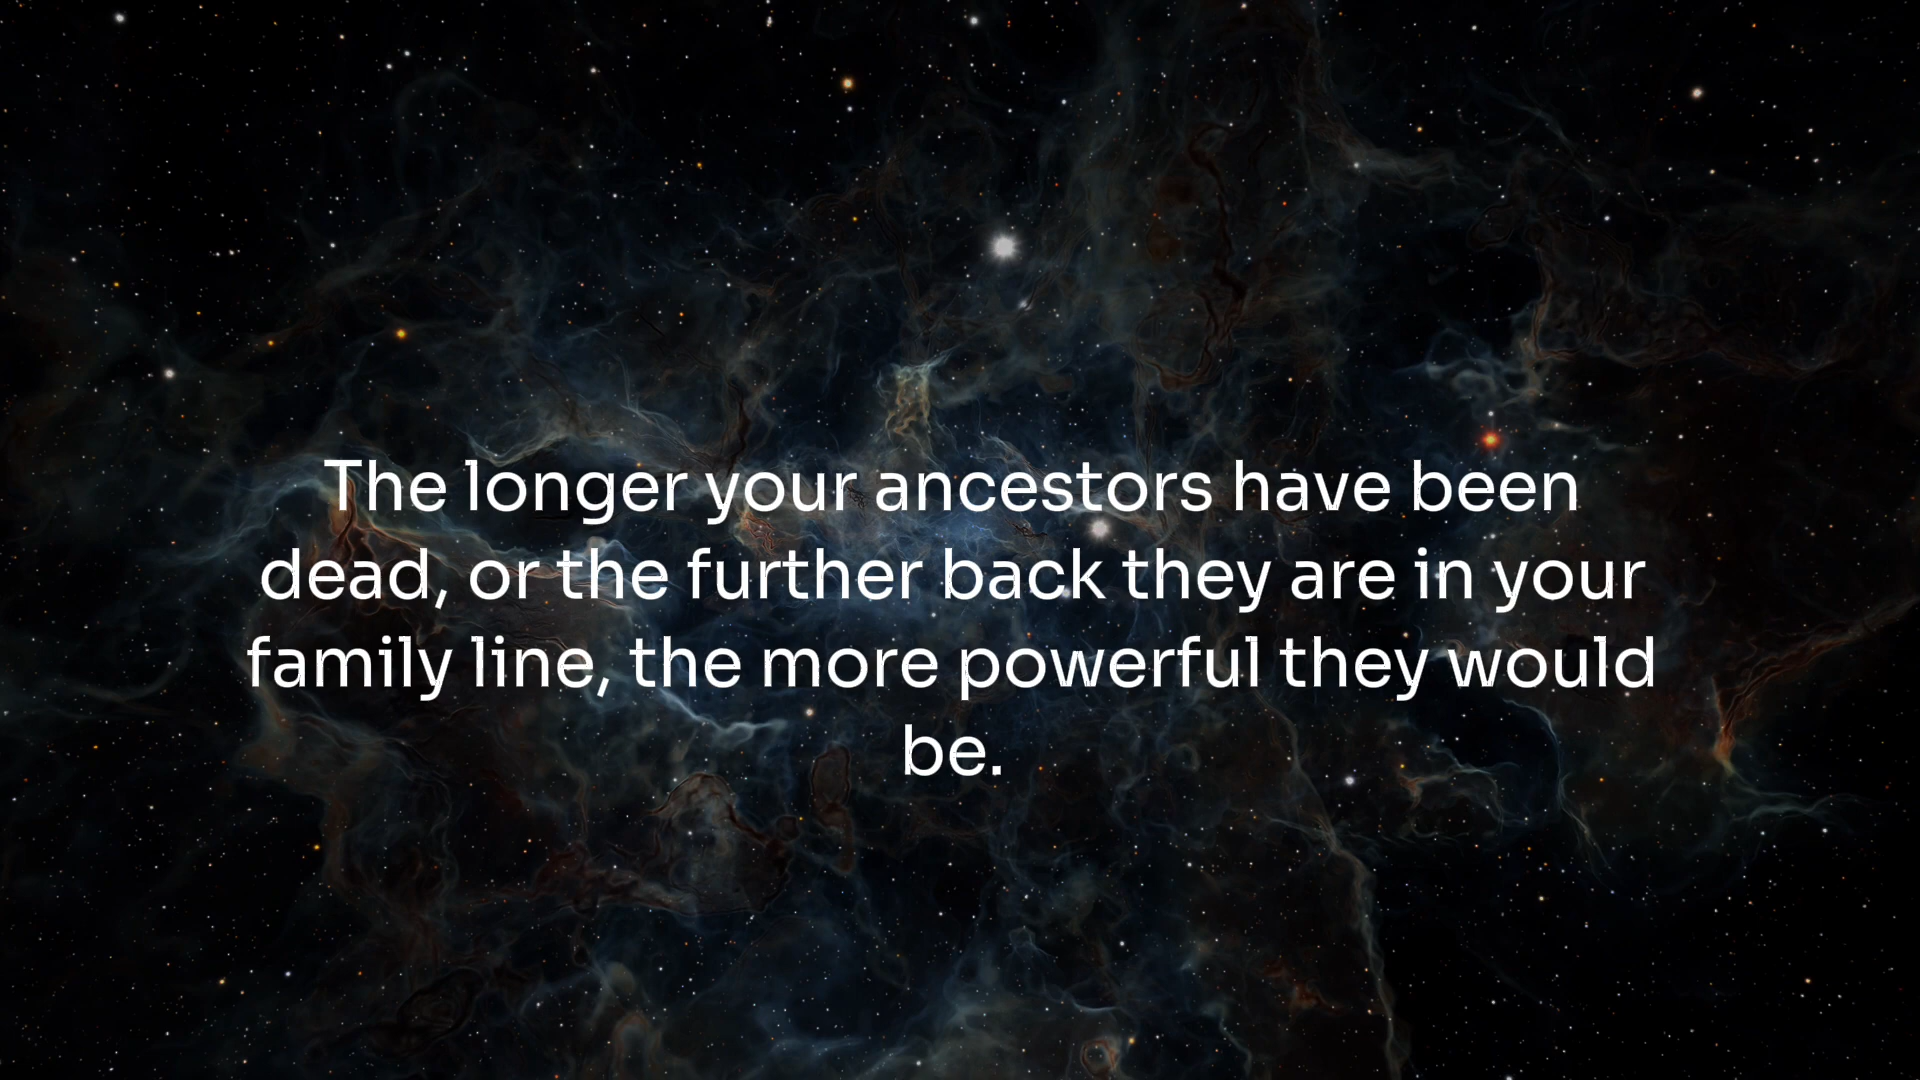 The longer your ancestors have been
dead, or the further back they are in your
family line, the more powerful they would
be.